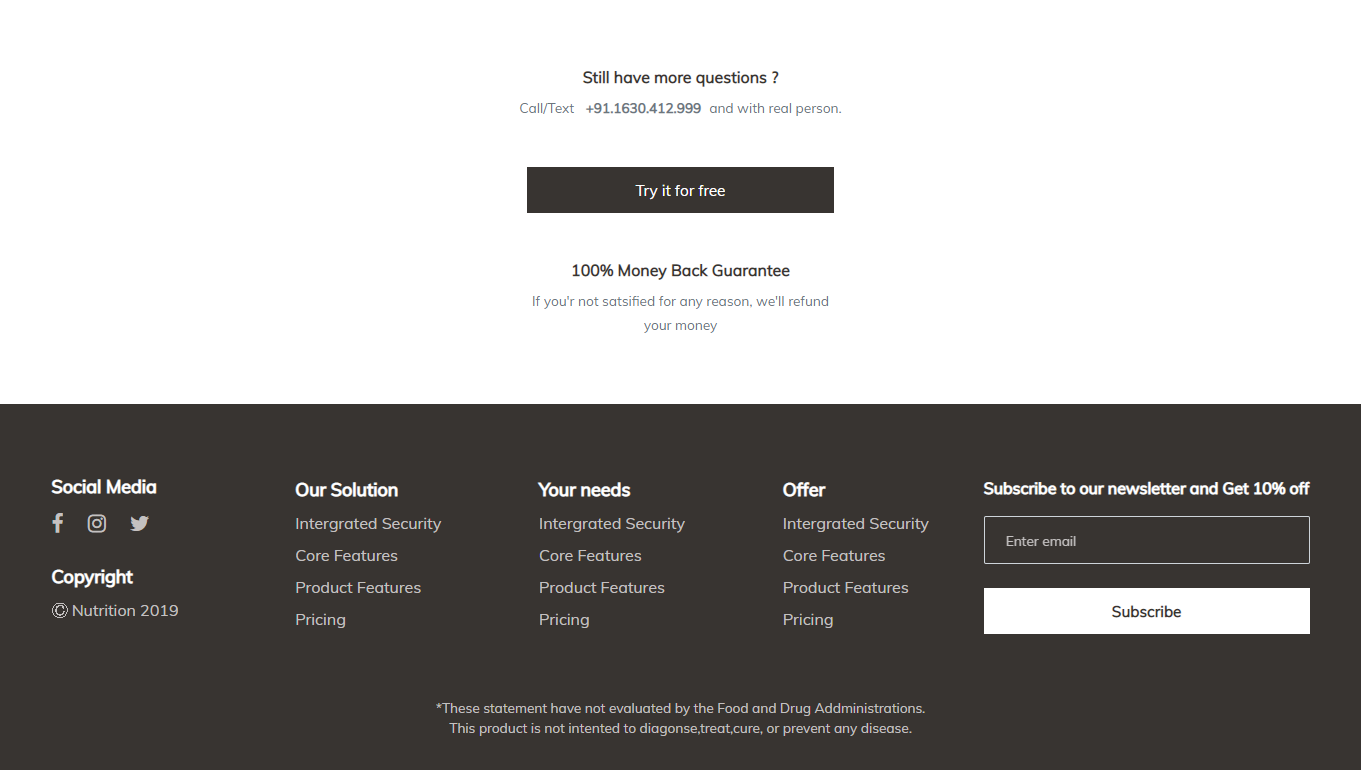 Still have more questions ?
Call/Text +91.1630.412.999 and with real person.
Try it for free
100% Money Back Guarantee
If you'r not satsified for any reason, we'll refund
your money
Social Media
Copyright
© Nutrition 2019
Our Solution
Intergrated Security
Core Features
Product Features
Pricing
Your needs
Intergrated Security
Core Features
Product Features
Pricing
Offer
Intergrated Security
Core Features
Product Features
Pricing
Subscribe to our newsletter and Get 10% off
Enter email
Subscribe
*These statement have not evaluated by the Food and Drug Addministrations.
This product is not intented to diagonse,treat,cure, or prevent any disease.